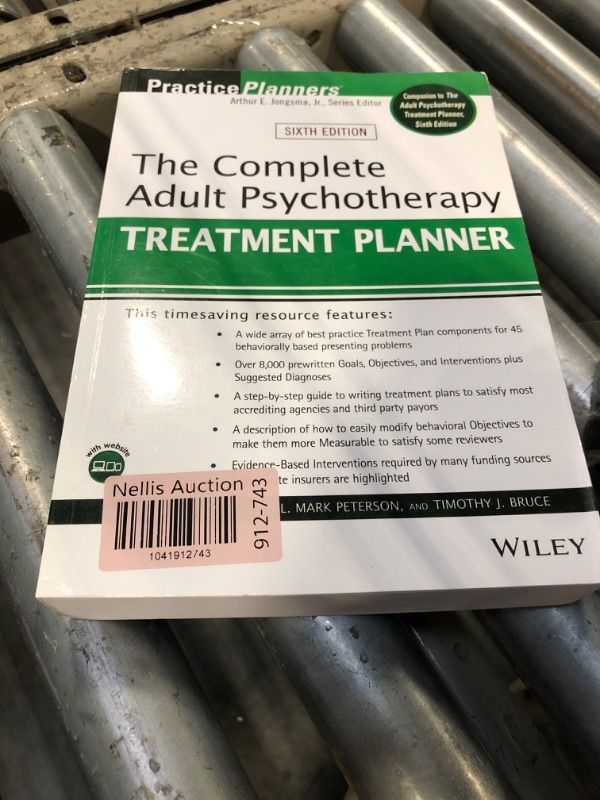 Practice Planners
Arthur E. Jongsma, Jr., Series Editor
Companion to The
Adult Psychotherapy
Treatment Planner,
Sixth Edition
SIXTH EDITION
The Complete
Adult Psychotherapy
TREATMENT PLANNER
This timesaving resource features:
• A wide array of best practice Treatment Plan components for 45
behaviorally based presenting problems
• Over 8,000 prewritten Goals, Objectives, and Interventions plus
Suggested Diagnoses
• A step-by-step guide to writing treatment plans to satisfy most
accrediting agencies and third party payors
• A description of how to easily modify behavioral Objectives to
make them more Measurable to satisfy some reviewers
• Evidence-Based Interventions required by many funding sources
insurers are highlighted
with website
Nellis Auction
912-743
1041912743
L. MARK PETERSON, AND TIMOTHY J. BRUCE
WILEY